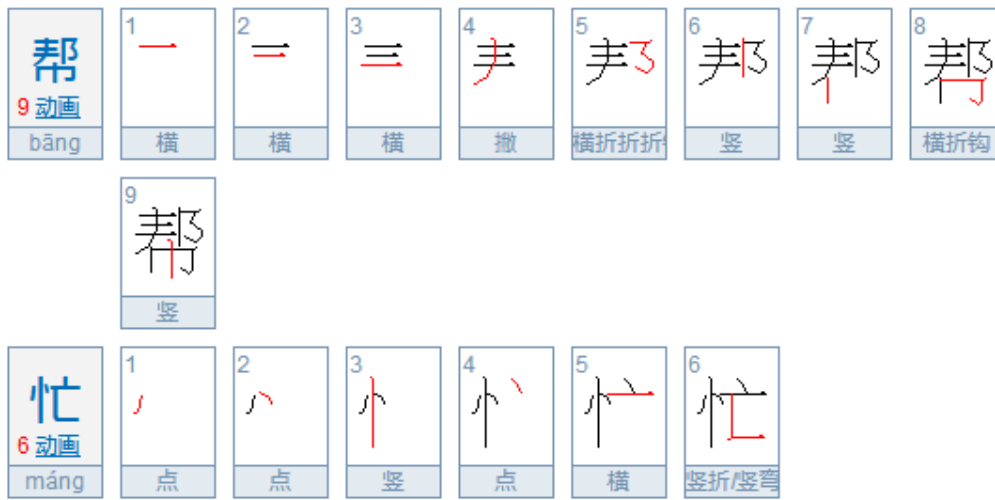 帮 1 2 3 4 5 6 7 8
9 动画
bāng 横 横 横 撒 横折折折 竖 竖 横折钩
9
竖
忙 1 2 3 4 5 6
6 动画
máng 点 点 竖 点 横 竖折/竖弯